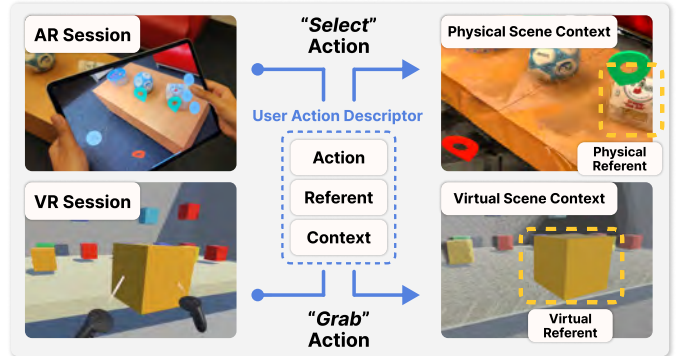 AR Session
“Select”
Action
Physical Scene Context
User Action Descriptor
Action
Referent
Context
Physical
Referent
VR Session
Virtual Scene Context
“Grab”
Action
Virtual
Referent